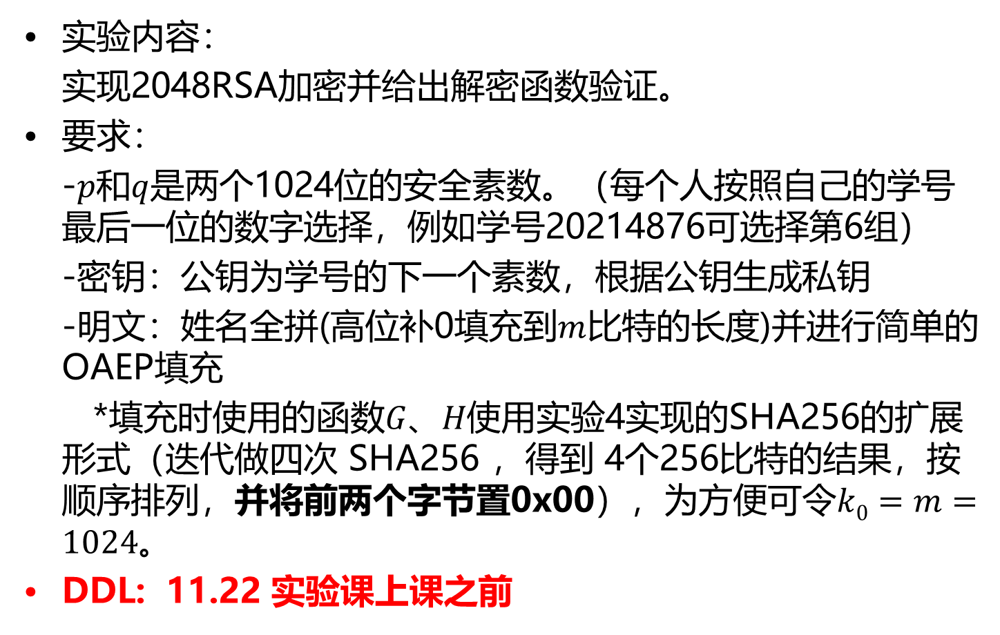 • 实验内容：
实现2048RSA加密并给出解密函数验证。
• 要求：
-p和q是两个1024位的安全素数。（每个人按照自己的学号
最后一位的数字选择，例如学号20214876可选择第6组）
-密钥：公钥为学号的下一个素数，根据公钥生成私钥
-明文：姓名全拼(高位补0填充到m比特的长度)并进行简单的
OAEP填充
*填充时使用的函数G、H使用实验4实现的SHA256的扩展
形式（迭代做四次 SHA256 ，得到 4个256比特的结果，按
顺序排列，并将前两个字节置0x00），为方便可令k₀ = m =
1024。
• DDL：11.22 实验课上课之前